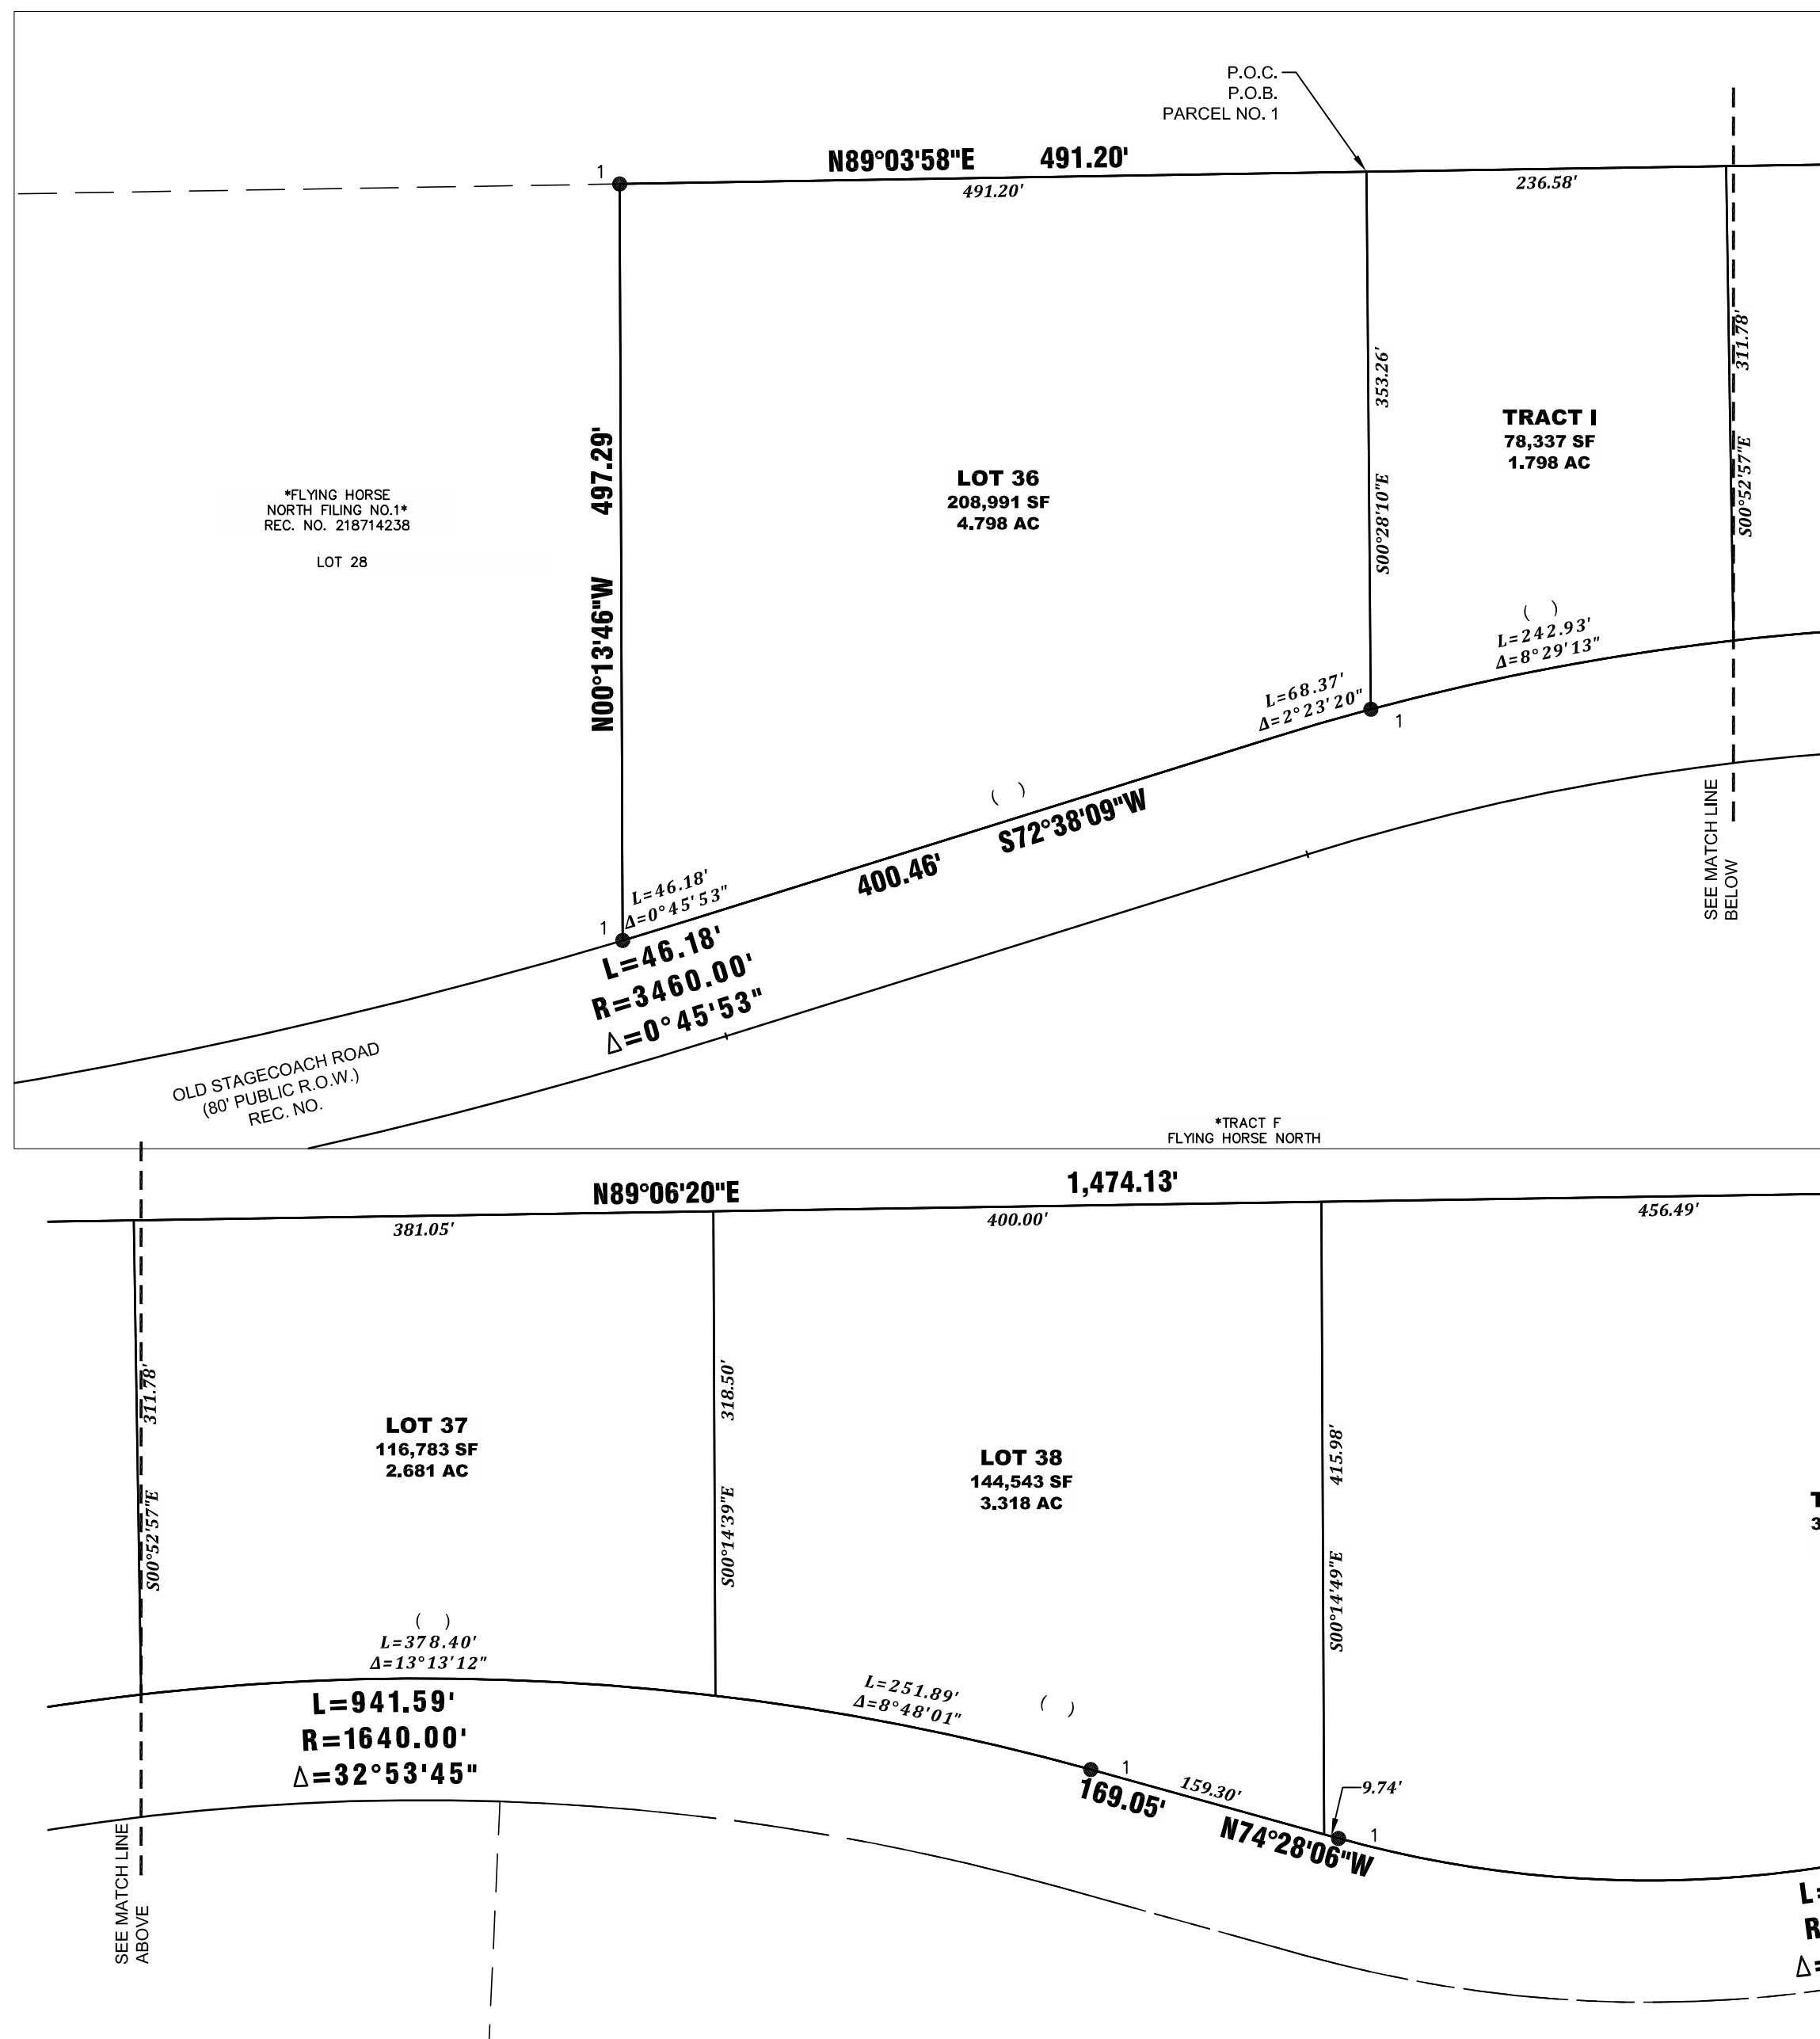 P.O.C.
P.O.B.
PARCEL NO. 1
N89°03'58"E 491.20'
1
491.20'
236.58'
N00°13'46"W 497.29'
S00°28'10"E 353.26'
S00°52'57"E 311.78'
*FLYING HORSE
NORTH FILING NO.1*
REC. NO. 218714238
LOT 28
LOT 36
208,991 SF
4.798 AC
TRACT I
78,337 SF
1.798 AC
( )
L=242.93'
Δ=8°29'13"
L=68.37'
Δ=2°23'20"
1
( )
400.46' S72°38'09"W
L=46.18'
Δ=0°45'53"
1
L=46.18'
R=3460.00'
Δ=0°45'53"
SEE MATCH LINE
BELOW
OLD STAGECOACH ROAD
(80' PUBLIC R.O.W.)
REC. NO.
*TRACT F
FLYING HORSE NORTH
N89°06'20"E 1,474.13'
381.05'
400.00'
456.49'
S00°52'57"E 311.78'
S00°14'39"E 318.50'
S00°14'49"E 415.98'
LOT 37
116,783 SF
2.681 AC
LOT 38
144,543 SF
3.318 AC
T
3
( )
L=378.40'
Δ=13°13'12"
L=941.59'
R=1640.00'
Δ=32°53'45"
L=251.89'
Δ=8°48'01"
( )
1
159.30'
9.74'
1
169.05' N74°28'06"W
SEE MATCH LINE
ABOVE
L=
R
Δ=